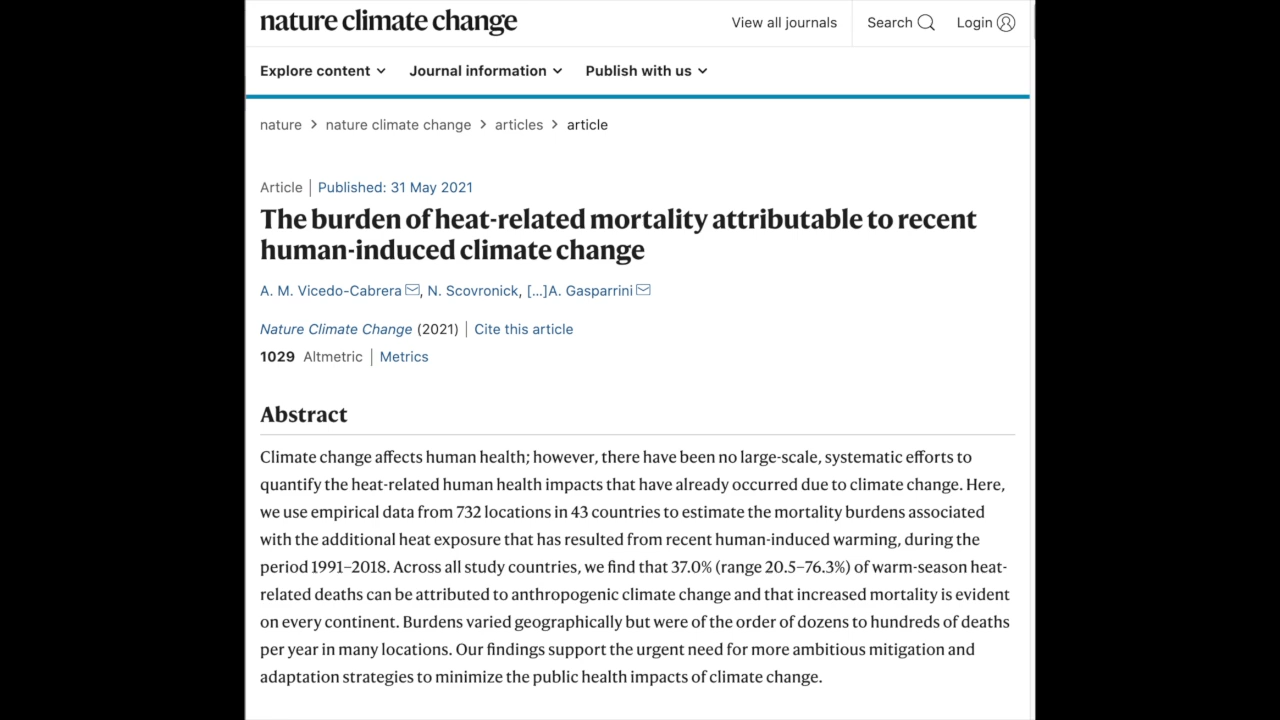 nature climate change
View all journals
Search
Login
Explore content
Journal information
Publish with us
nature > nature climate change > articles > article
Article | Published: 31 May 2021
The burden of heat-related mortality attributable to recent
human-induced climate change
A. M. Vicedo-Cabrera, N. Scovronick, [...]A. Gasparrini
Nature Climate Change (2021) | Cite this article
1029 Altmetric | Metrics
Abstract
Climate change affects human health; however, there have been no large-scale, systematic efforts to
quantify the heat-related human health impacts that have already occurred due to climate change. Here,
we use empirical data from 732 locations in 43 countries to estimate the mortality burdens associated
with the additional heat exposure that has resulted from recent human-induced warming, during the
period 1991–2018. Across all study countries, we find that 37.0% (range 20.5–76.3%) of warm-season heat-
related deaths can be attributed to anthropogenic climate change and that increased mortality is evident
on every continent. Burdens varied geographically but were of the order of dozens to hundreds of deaths
per year in many locations. Our findings support the urgent need for more ambitious mitigation and
adaptation strategies to minimize the public health impacts of climate change.